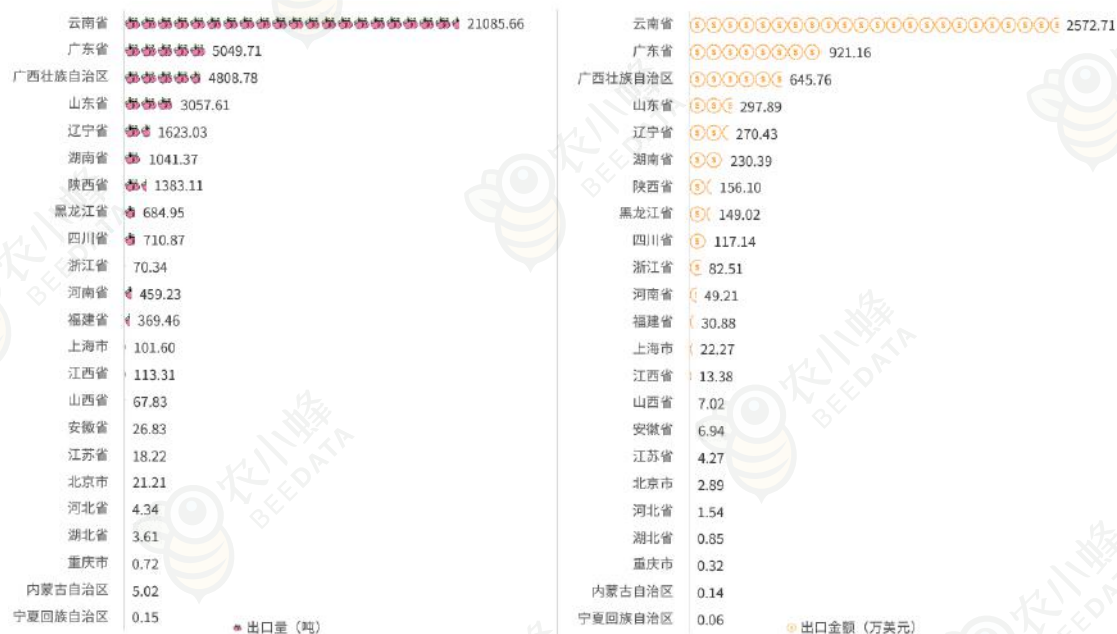 云南省 21085.66
广东省 5049.71
广西壮族自治区 4808.78
山东省 3057.61
辽宁省 1623.03
湖南省 1041.37
陕西省 1383.11
黑龙江省 684.95
四川省 710.87
浙江省 70.34
河南省 459.23
福建省 369.46
上海市 101.60
江西省 113.31
山西省 67.83
安徽省 26.83
江苏省 18.22
北京市 21.21
河北省 4.34
湖北省 3.61
重庆市 0.72
内蒙古自治区 5.02
宁夏回族自治区 0.15
出口量（吨）
云南省 2572.71
广东省 921.16
广西壮族自治区 645.76
山东省 297.89
辽宁省 270.43
湖南省 230.39
陕西省 156.10
黑龙江省 149.02
四川省 117.14
浙江省 82.51
河南省 49.21
福建省 30.88
上海市 22.27
江西省 13.38
山西省 7.02
安徽省 6.94
江苏省 4.27
北京市 2.89
河北省 1.54
湖北省 0.85
重庆市 0.32
内蒙古自治区 0.14
宁夏回族自治区 0.06
出口金额（万美元）
农小蜂
BEEDATA
农小蜂
BEEDATA
农小蜂
BEEDATA